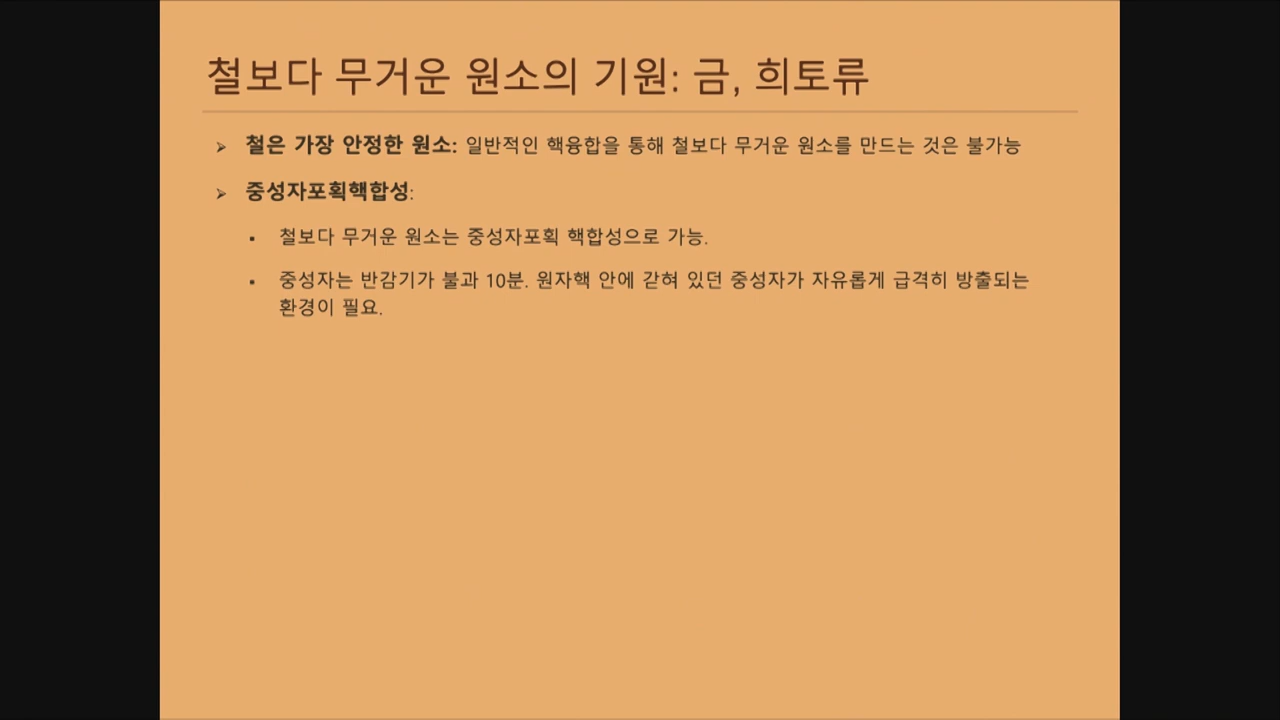 철보다 무거운 원소의 기원: 금, 희토류
➢ 철은 가장 안정한 원소: 일반적인 핵융합을 통해 철보다 무거운 원소를 만드는 것은 불가능
➢ 중성자포획핵합성:
▪ 철보다 무거운 원소는 중성자포획 핵합성으로 가능.
▪ 중성자는 반감기가 불과 10분. 원자핵 안에 갇혀 있던 중성자가 자유롭게 급격히 방출되는
환경이 필요.